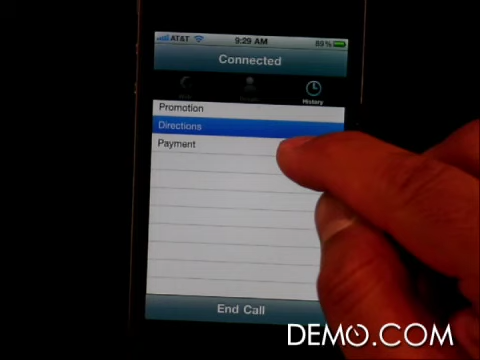 AT&T 9:29 AM 89%
Connected
History
Promotion
Directions
Payment
End Call
DEMO.COM